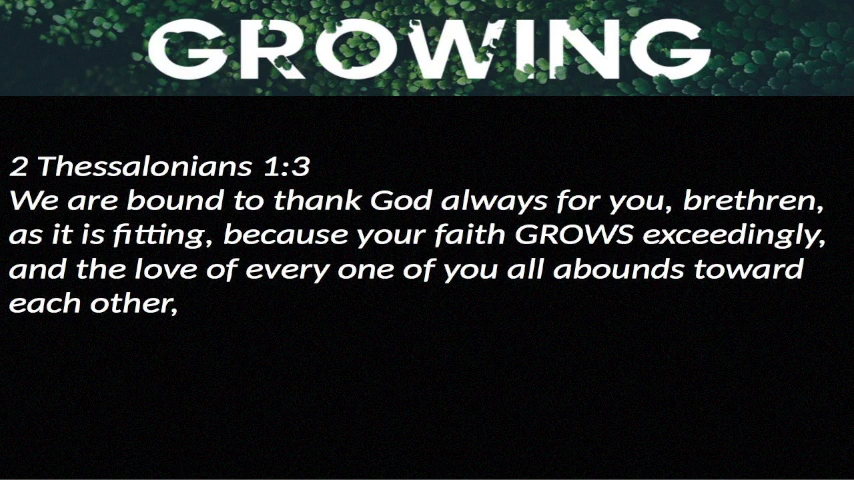 GROWING
2 Thessalonians 1:3
We are bound to thank God always for you, brethren,
as it is fitting, because your faith GROWS exceedingly,
and the love of every one of you all abounds toward
each other,